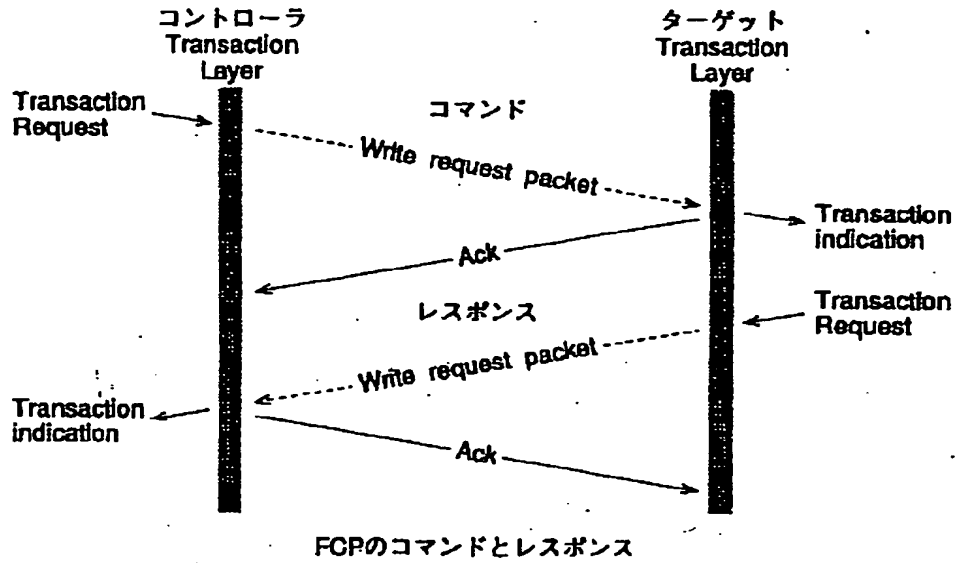 コントローラ
Transaction
Layer
ターゲット
Transaction
Layer
Transaction
Request
コマンド
Write request packet
Transaction
indication
Ack
レスポンス
Transaction
Request
Write request packet
Transaction
indication
Ack
FCPのコマンドとレスポンス